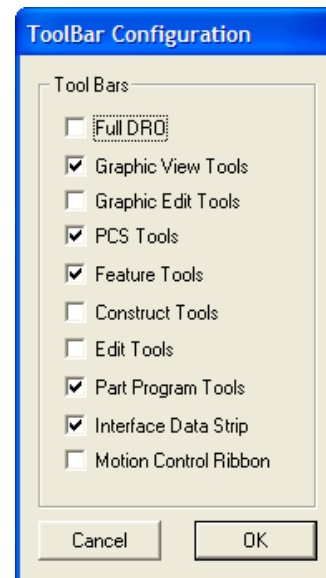 ToolBar Configuration
Tool Bars
Full DRO
Graphic View Tools
Graphic Edit Tools
PCS Tools
Feature Tools
Construct Tools
Edit Tools
Part Program Tools
Interface Data Strip
Motion Control Ribbon
Cancel OK